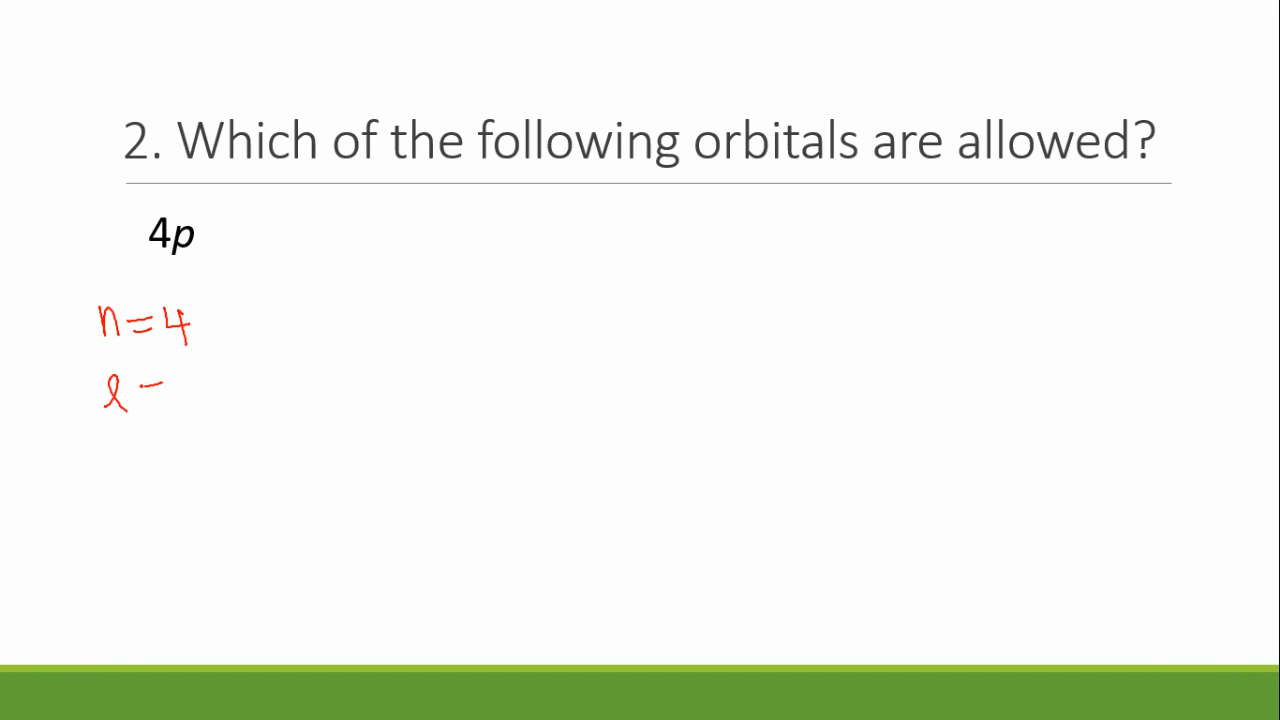 2. Which of the following orbitals are allowed?
4p
n=4
l -